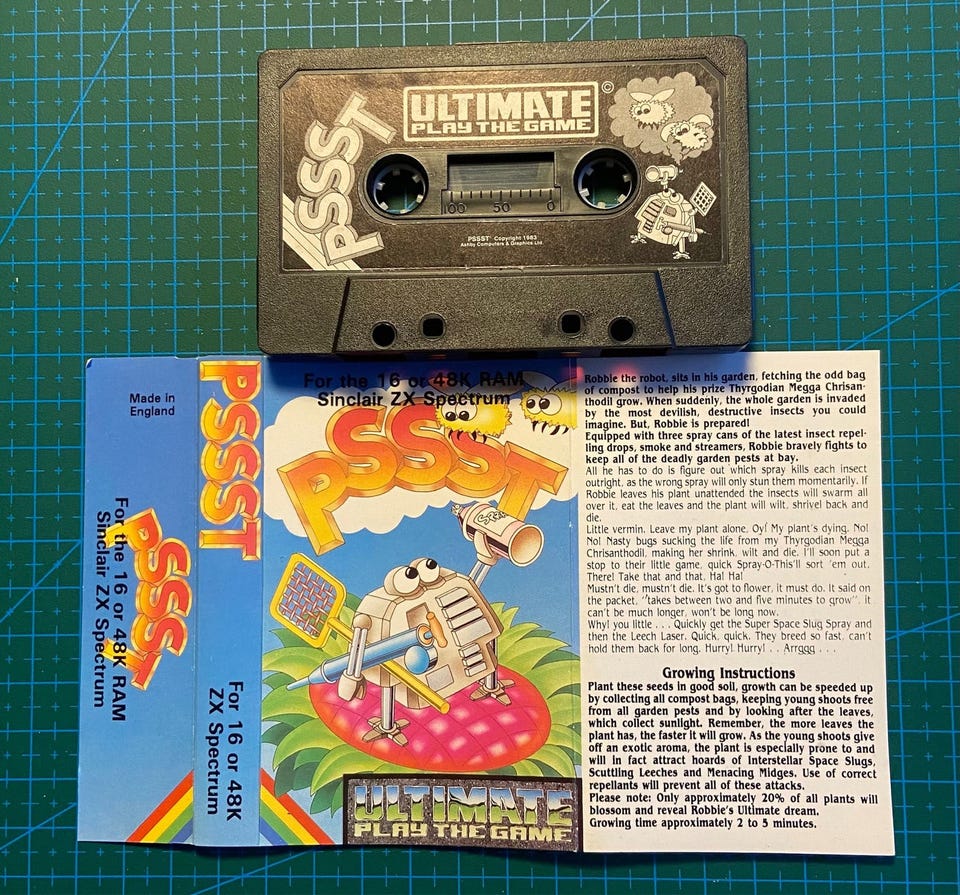 ULTIMATE ©
PLAY THE GAME
PSSST
100 50 0
PSSST Copyright 1983
Ashby Computers & Graphics Ltd.
Made in
England
For the 16 or 48K RAM
Sinclair ZX Spectrum
PSSST
PSSST
For 16 or 48K
ZX Spectrum
For the 16 or 48K RAM
Sinclair ZX Spectrum
PSSST
ULTIMATE
PLAY THE GAME
Robbie the robot, sits in his garden, fetching the odd bag
of compost to help his prize Thyrgodian Megga Chrisan-
thodil grow. When suddenly, the whole garden is invaded
by the most devilish, destructive insects you could
imagine. But, Robbie is prepared!
Equipped with three spray cans of the latest insect repel-
ling drops, smoke and streamers, Robbie bravely fights to
keep all of the deadly garden pests at bay.
All he has to do is figure out which spray kills each insect
outright, as the wrong spray will only stun them momentarily. If
Robbie leaves his plant unattended the insects will swarm all
over it, eat the leaves and the plant will wilt, shrivel back and
die.
Little vermin. Leave my plant alone. Oy! My plant's dying. No!
No! Nasty bugs sucking the life from my Thyrgodian Megga
Chrisanthodil, making her shrink, wilt and die. I'll soon put a
stop to their little game, quick Spray-O-This'll sort 'em out.
There! Take that and that. Ha! Ha!
Mustn't die, mustn't die. It's got to flower, it must do. It said on
the packet, "takes between two and five minutes to grow". it
can't be much longer, won't be long now.
Why! you little . . . Quickly get the Super Space Slug Spray and
then the Leech Laser. Quick, quick. They breed so fast, can't
hold them back for long. Hurry! Hurry! . . Arrggg . . .
Growing Instructions
Plant these seeds in good soil, growth can be speeded up
by collecting all compost bags, keeping young shoots free
from all garden pests and by looking after the leaves,
which collect sunlight. Remember, the more leaves the
plant has, the faster it will grow. As the young shoots give
off an exotic aroma, the plant is especially prone to and
will in fact attract hoards of Interstellar Space Slugs,
Scuttling Leeches and Menacing Midges. Use of correct
repellants will prevent all of these attacks.
Please note: Only approximately 20% of all plants will
blossom and reveal Robbie's Ultimate dream.
Growing time approximately 2 to 5 minutes.